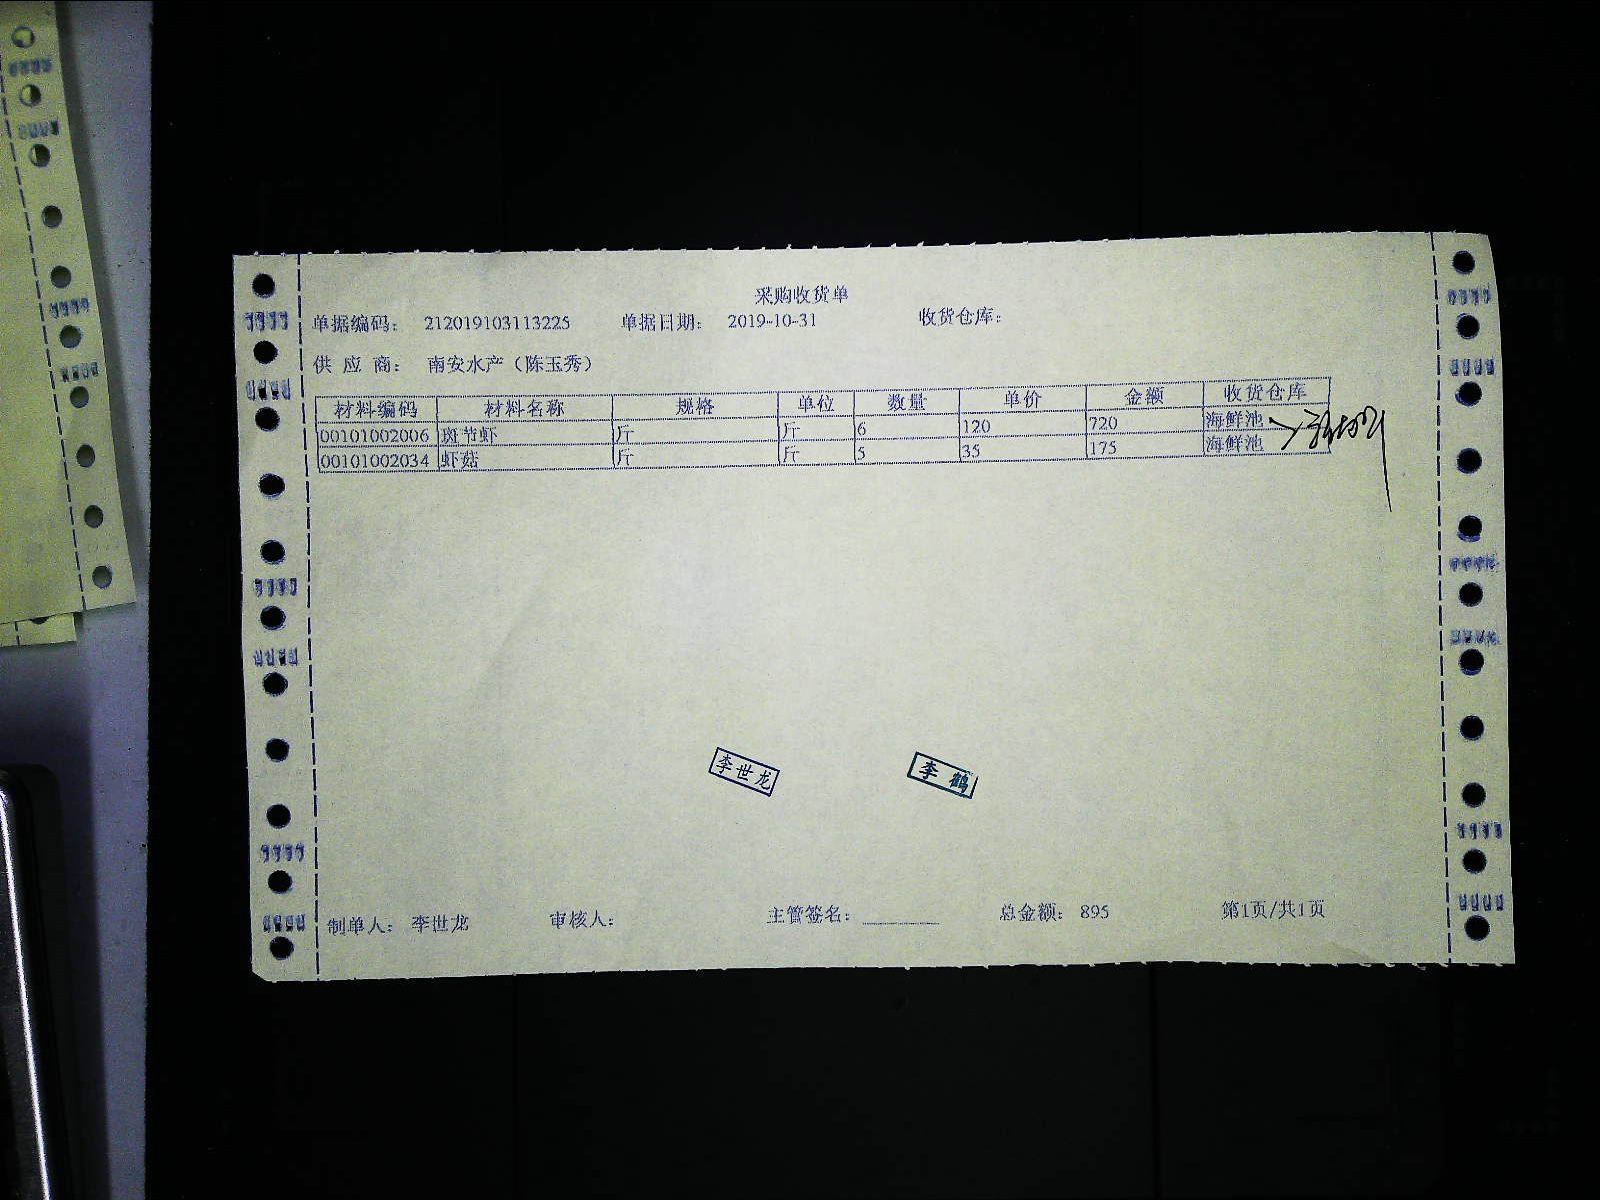 采购收货单
单据编码： 212019103113225 单据日期： 2019-10-31 收货仓库：
供 应 商： 南安水产（陈玉秀）
材料编码 材料名称 规格 单位 数量 单价 金额 收货仓库
00101002006 斑节虾 斤 斤 6 120 720 海鲜池
00101002034 虾菇 斤 斤 5 35 175 海鲜池
李世龙 李鹤
制单人： 李世龙 审核人： 主管签名： 总金额： 895 第1页/共1页